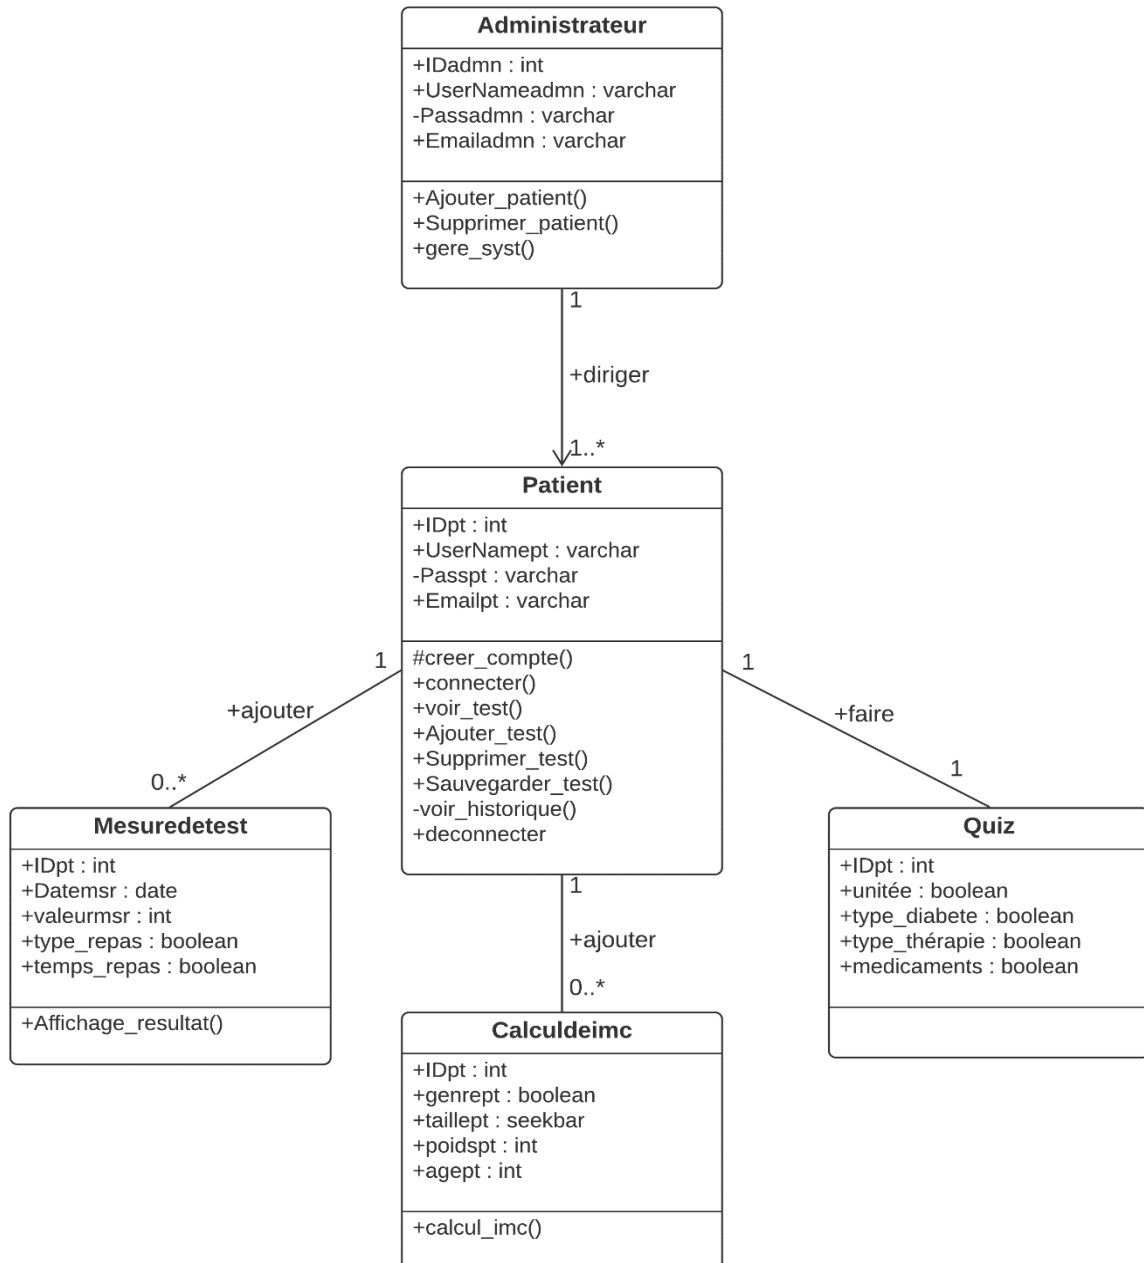 Administrateur
+IDadmn : int
+UserNameadmn : varchar
-Passadmn : varchar
+Emailadmn : varchar
+Ajouter_patient()
+Supprimer_patient()
+gere_syst()
1
+diriger
1..*
Patient
+IDpt : int
+UserNamept : varchar
-Passpt : varchar
+Emailpt : varchar
#creer_compte()
+connecter()
+voir_test()
+Ajouter_test()
+Supprimer_test()
+Sauvegarder_test()
-voir_historique()
+deconnecter
1
+ajouter
0..*
Mesuredetest
+IDpt : int
+Datemsr : date
+valeurmsr : int
+type_repas : boolean
+temps_repas : boolean
+Affichage_resultat()
1
+faire
1
Quiz
+IDpt : int
+unitée : boolean
+type_diabete : boolean
+type_thérapie : boolean
+medicaments : boolean
1
+ajouter
0..*
Calculdeimc
+IDpt : int
+genrept : boolean
+taillept : seekbar
+poidspt : int
+agept : int
+calcul_imc()